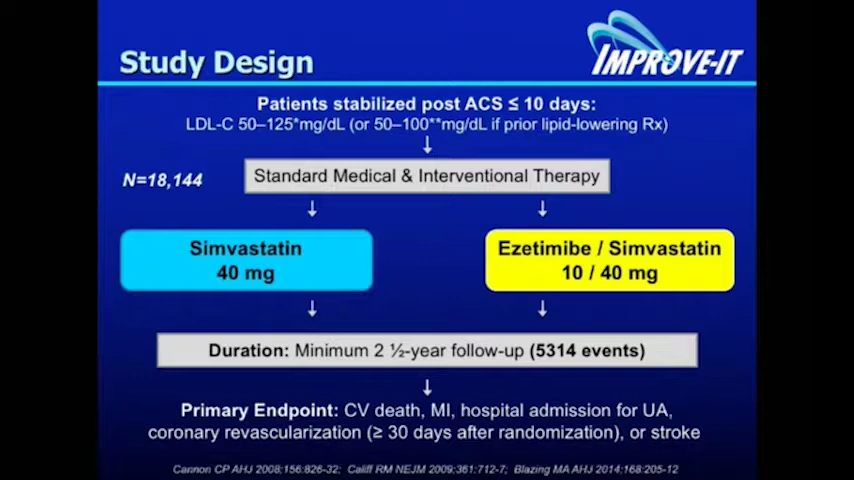 Study Design
IMPROVE-IT
Patients stabilized post ACS ≤ 10 days:
LDL-C 50–125*mg/dL (or 50–100**mg/dL if prior lipid-lowering Rx)
N=18,144
Standard Medical & Interventional Therapy
Simvastatin
40 mg
Ezetimibe / Simvastatin
10 / 40 mg
Duration: Minimum 2 ½-year follow-up (5314 events)
Primary Endpoint: CV death, MI, hospital admission for UA,
coronary revascularization (≥ 30 days after randomization), or stroke
Cannon CP AHJ 2008;156:826-32; Califf RM NEJM 2009;361:712-7; Blazing MA AHJ 2014;168:205-12